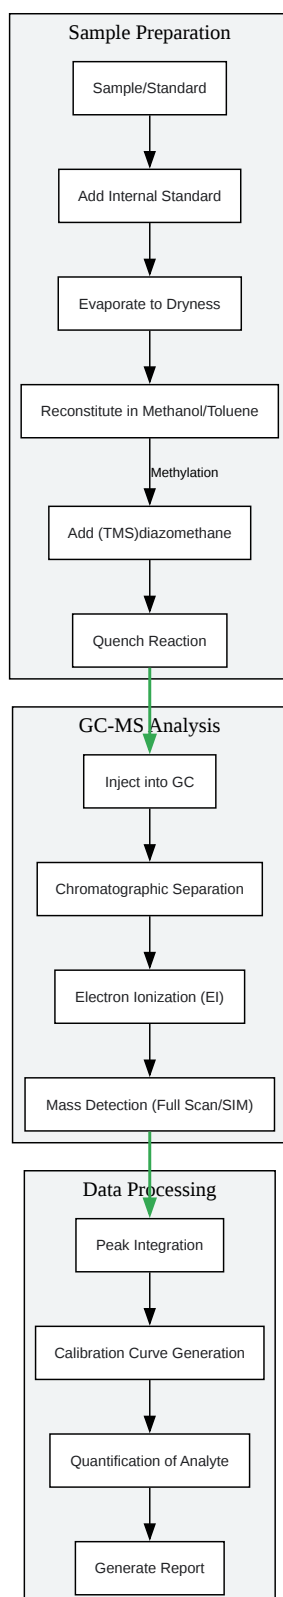 Sample Preparation
Sample/Standard
Add Internal Standard
Evaporate to Dryness
Reconstitute in Methanol/Toluene
Methylation
Add (TMS)diazomethane
Quench Reaction
GC-MS Analysis
Inject into GC
Chromatographic Separation
Electron Ionization (EI)
Mass Detection (Full Scan/SIM)
Data Processing
Peak Integration
Calibration Curve Generation
Quantification of Analyte
Generate Report